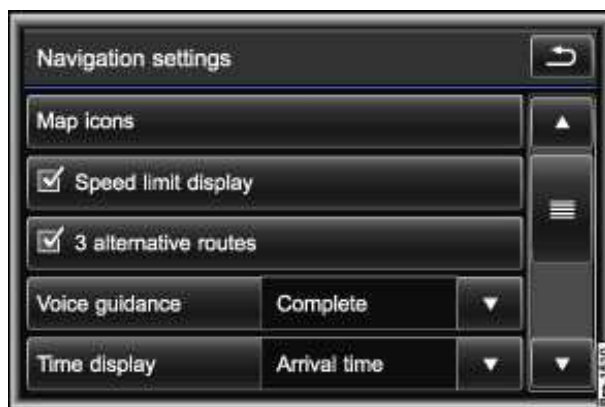 Navigation settings
Map icons
Speed limit display
3 alternative routes
Voice guidance Complete
Time display Arrival time